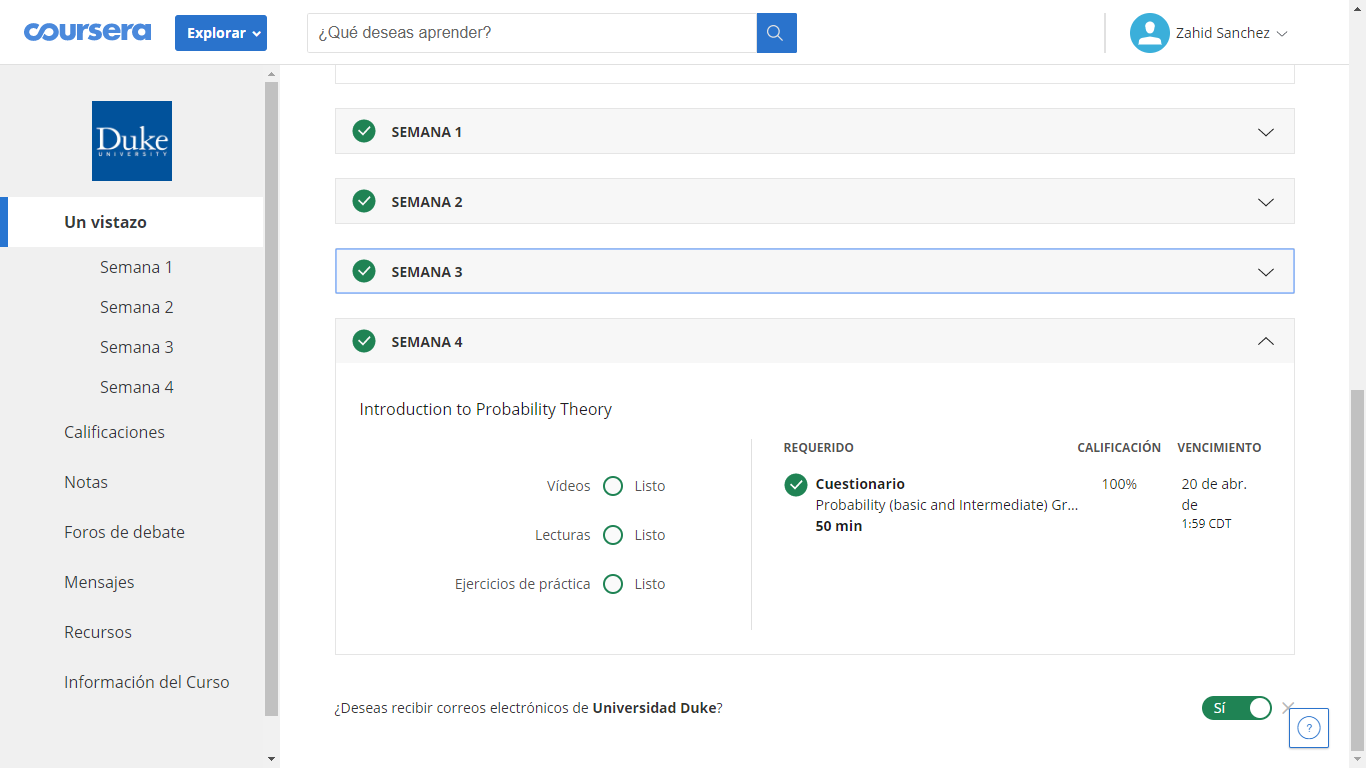 coursera
Explorar
¿Qué deseas aprender?
Zahid Sanchez
Duke
UNIVERSITY
Un vistazo
Semana 1
Semana 2
Semana 3
Semana 4
Calificaciones
Notas
Foros de debate
Mensajes
Recursos
Información del Curso
SEMANA 1
SEMANA 2
SEMANA 3
SEMANA 4
Introduction to Probability Theory
Vídeos Listo
Lecturas Listo
Ejercicios de práctica Listo
REQUERIDO CALIFICACIÓN VENCIMIENTO
Cuestionario 100% 20 de abr.
Probability (basic and Intermediate) Gr... de
50 min 1:59 CDT
¿Deseas recibir correos electrónicos de Universidad Duke? Sí
?